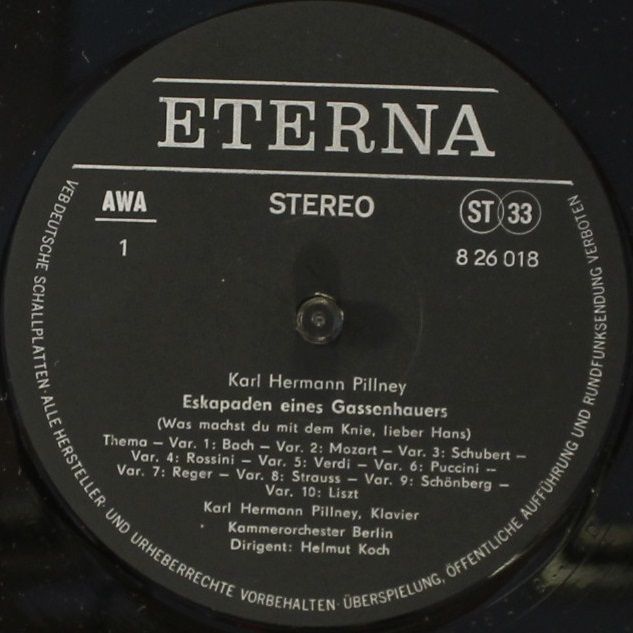 ETERNA
AWA
STEREO
ST 33
1
8 26 018
Karl Hermann Pillney
Eskapaden eines Gassenhauers
(Was machst du mit dem Knie, lieber Hans)
Thema – Var. 1: Bach – Var. 2: Mozart – Var. 3: Schubert –
Var. 4: Rossini – Var. 5: Verdi – Var. 6: Puccini –
Var. 7: Reger – Var. 8: Strauss – Var. 9: Schönberg –
Var. 10: Liszt
Karl Hermann Pillney, Klavier
Kammerorchester Berlin
Dirigent: Helmut Koch
VEB DEUTSCHE SCHALLPLATTEN · ALLE HERSTELLER- UND URHEBERRECHTE VORBEHALTEN · ÜBERSPIELUNG, ÖFFENTLICHE AUFFÜHRUNG UND RUNDFUNKSENDUNG VERBOTEN